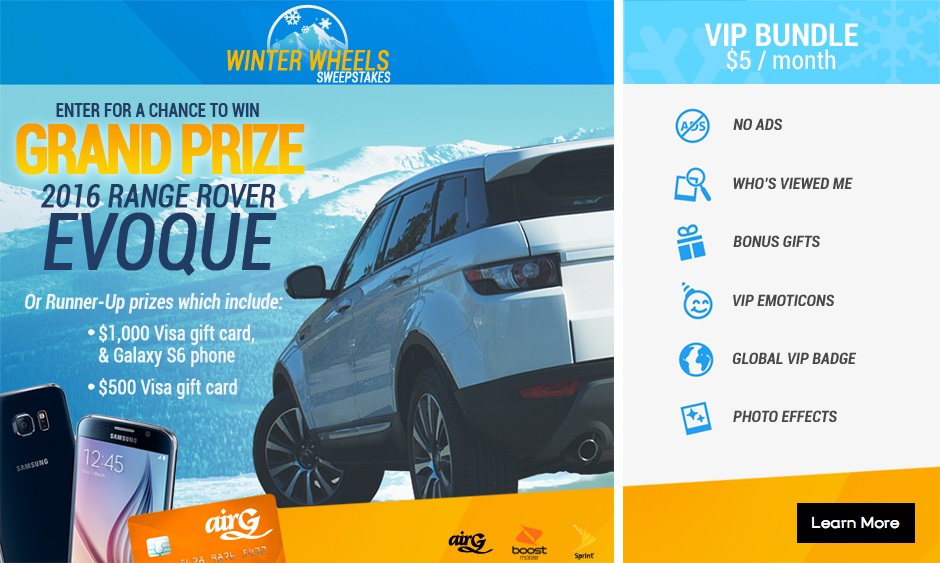 WINTER WHEELS
SWEEPSTAKES
ENTER FOR A CHANCE TO WIN
GRAND PRIZE
2016 RANGE ROVER
EVOQUE
Or Runner-Up prizes which include:
• $1,000 Visa gift card,
& Galaxy S6 phone
• $500 Visa gift card
SAMSUNG
SAMSUNG
12:45
airG
airG
boost
mobile
Sprint
VIP BUNDLE
$5 / month
ADS
NO ADS
WHO'S VIEWED ME
BONUS GIFTS
VIP EMOTICONS
GLOBAL VIP BADGE
PHOTO EFFECTS
Learn More